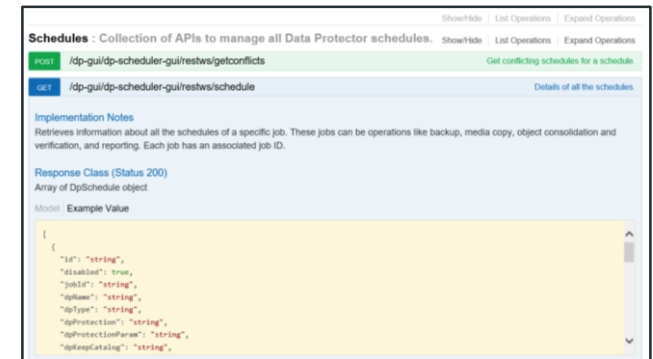 Show/Hide | List Operations | Expand Operations
Schedules : Collection of APIs to manage all Data Protector schedules. Show/Hide | List Operations | Expand Operations
POST /dp-gui/dp-scheduler-gui/restws/getconflicts Get conflicting schedules for a schedule.
GET /dp-gui/dp-scheduler-gui/restws/schedule Details of all the schedules.
Implementation Notes
Retrieves information about all the schedules of a specific job. These jobs can be operations like backup, media copy, object consolidation and
verification, and reporting. Each job has an associated job ID.
Response Class (Status 200)
Array of DpSchedule object
Model | Example Value
[
{
"id": "string",
"disabled": true,
"jobId": "string",
"dpName": "string",
"dpType": "string",
"dpProtection": "string",
"dpProtectionParam": "string",
"dpKeepCatalog": "string",